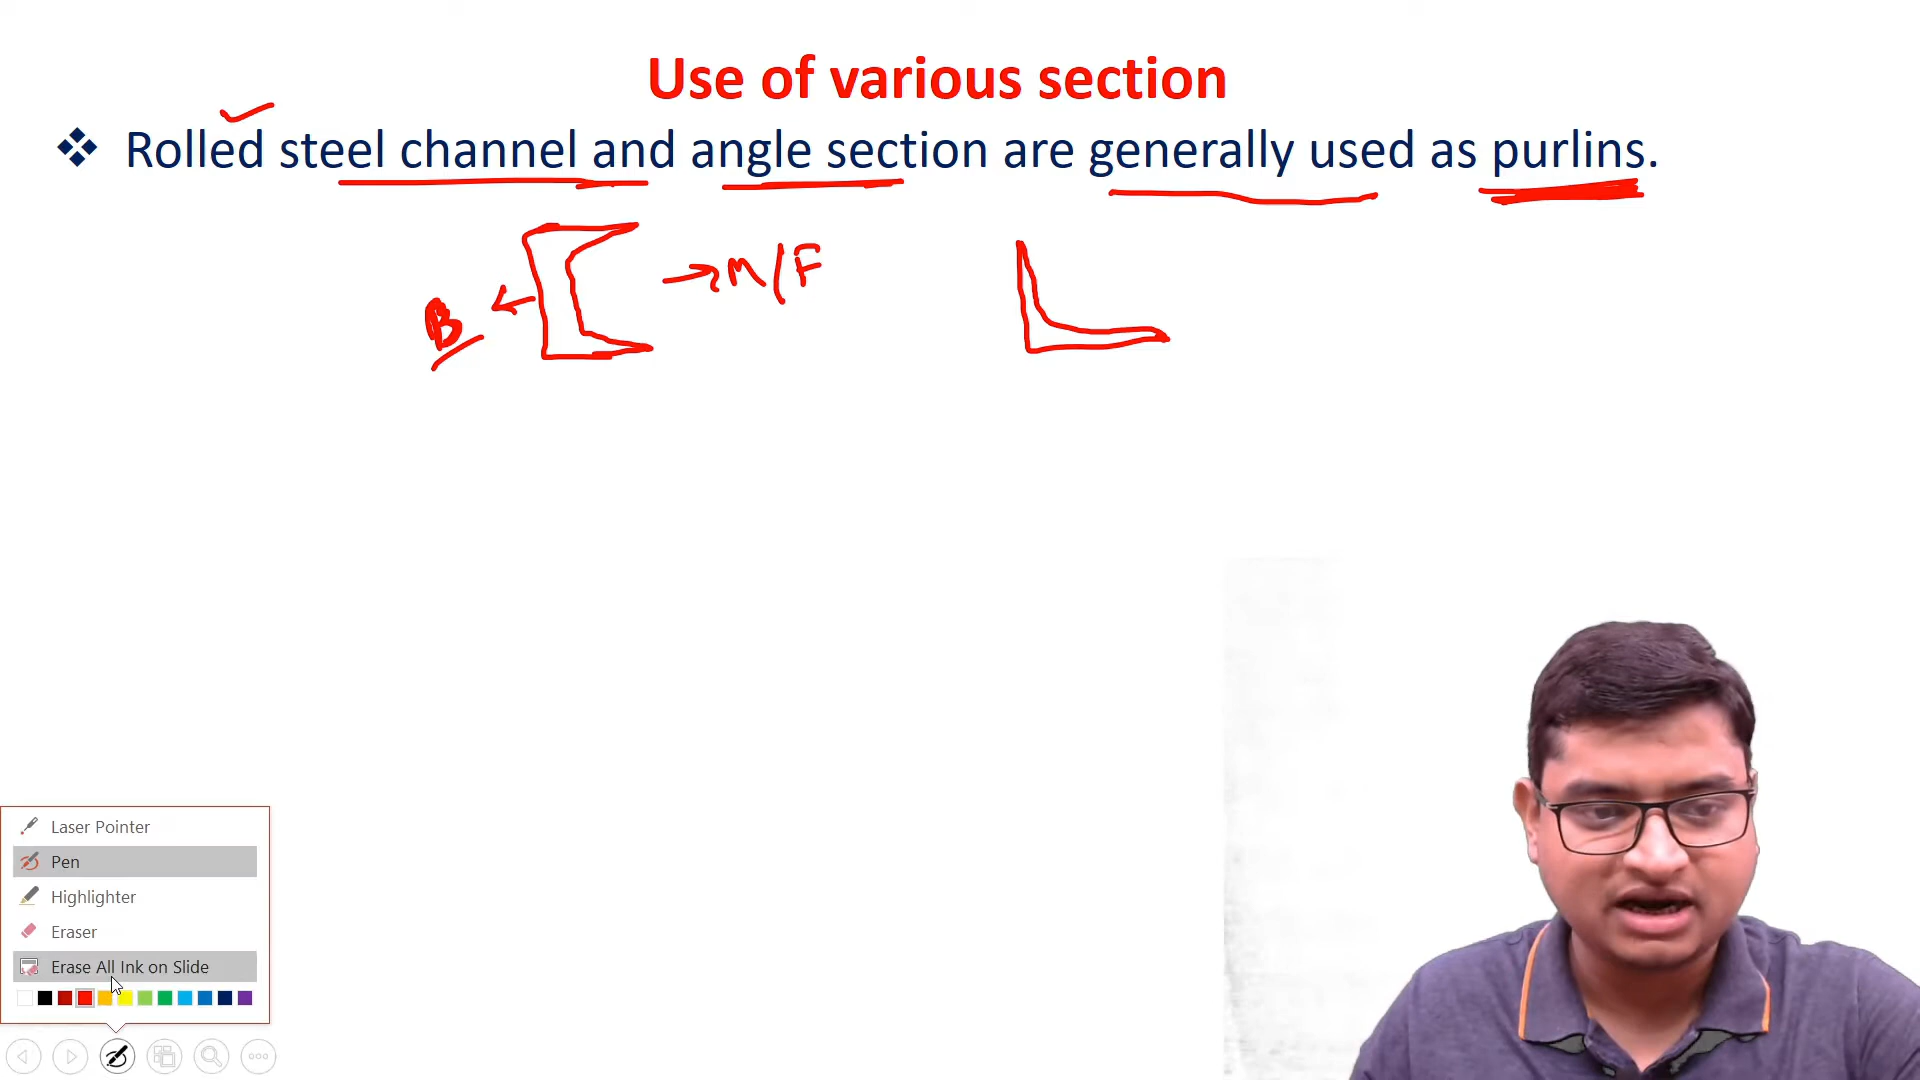 Use of various section
❖ Rolled steel channel and angle section are generally used as purlins.
B → M/F
Laser Pointer
Pen
Highlighter
Eraser
Erase All Ink on Slide